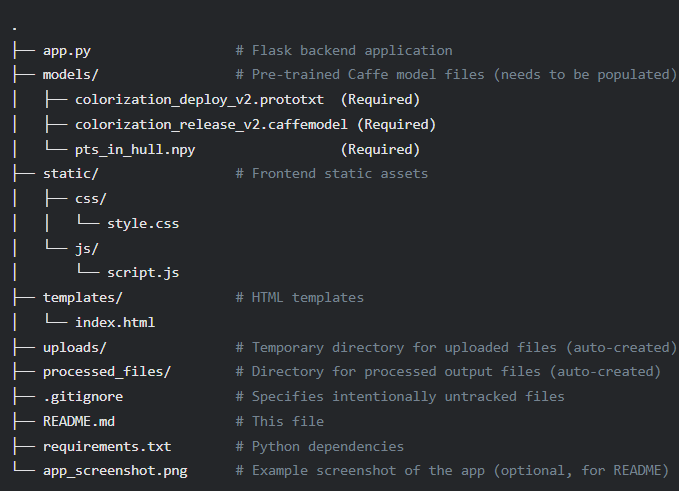 .
├── app.py                  # Flask backend application
├── models/                 # Pre-trained Caffe model files (needs to be populated)
│   ├── colorization_deploy_v2.prototxt  (Required)
│   ├── colorization_release_v2.caffemodel (Required)
│   └── pts_in_hull.npy                  (Required)
├── static/                 # Frontend static assets
│   ├── css/
│   │   └── style.css
│   └── js/
│       └── script.js
├── templates/              # HTML templates
│   └── index.html
├── uploads/                # Temporary directory for uploaded files (auto-created)
├── processed_files/        # Directory for processed output files (auto-created)
├── .gitignore              # Specifies intentionally untracked files
├── README.md               # This file
├── requirements.txt        # Python dependencies
└── app_screenshot.png      # Example screenshot of the app (optional, for README)